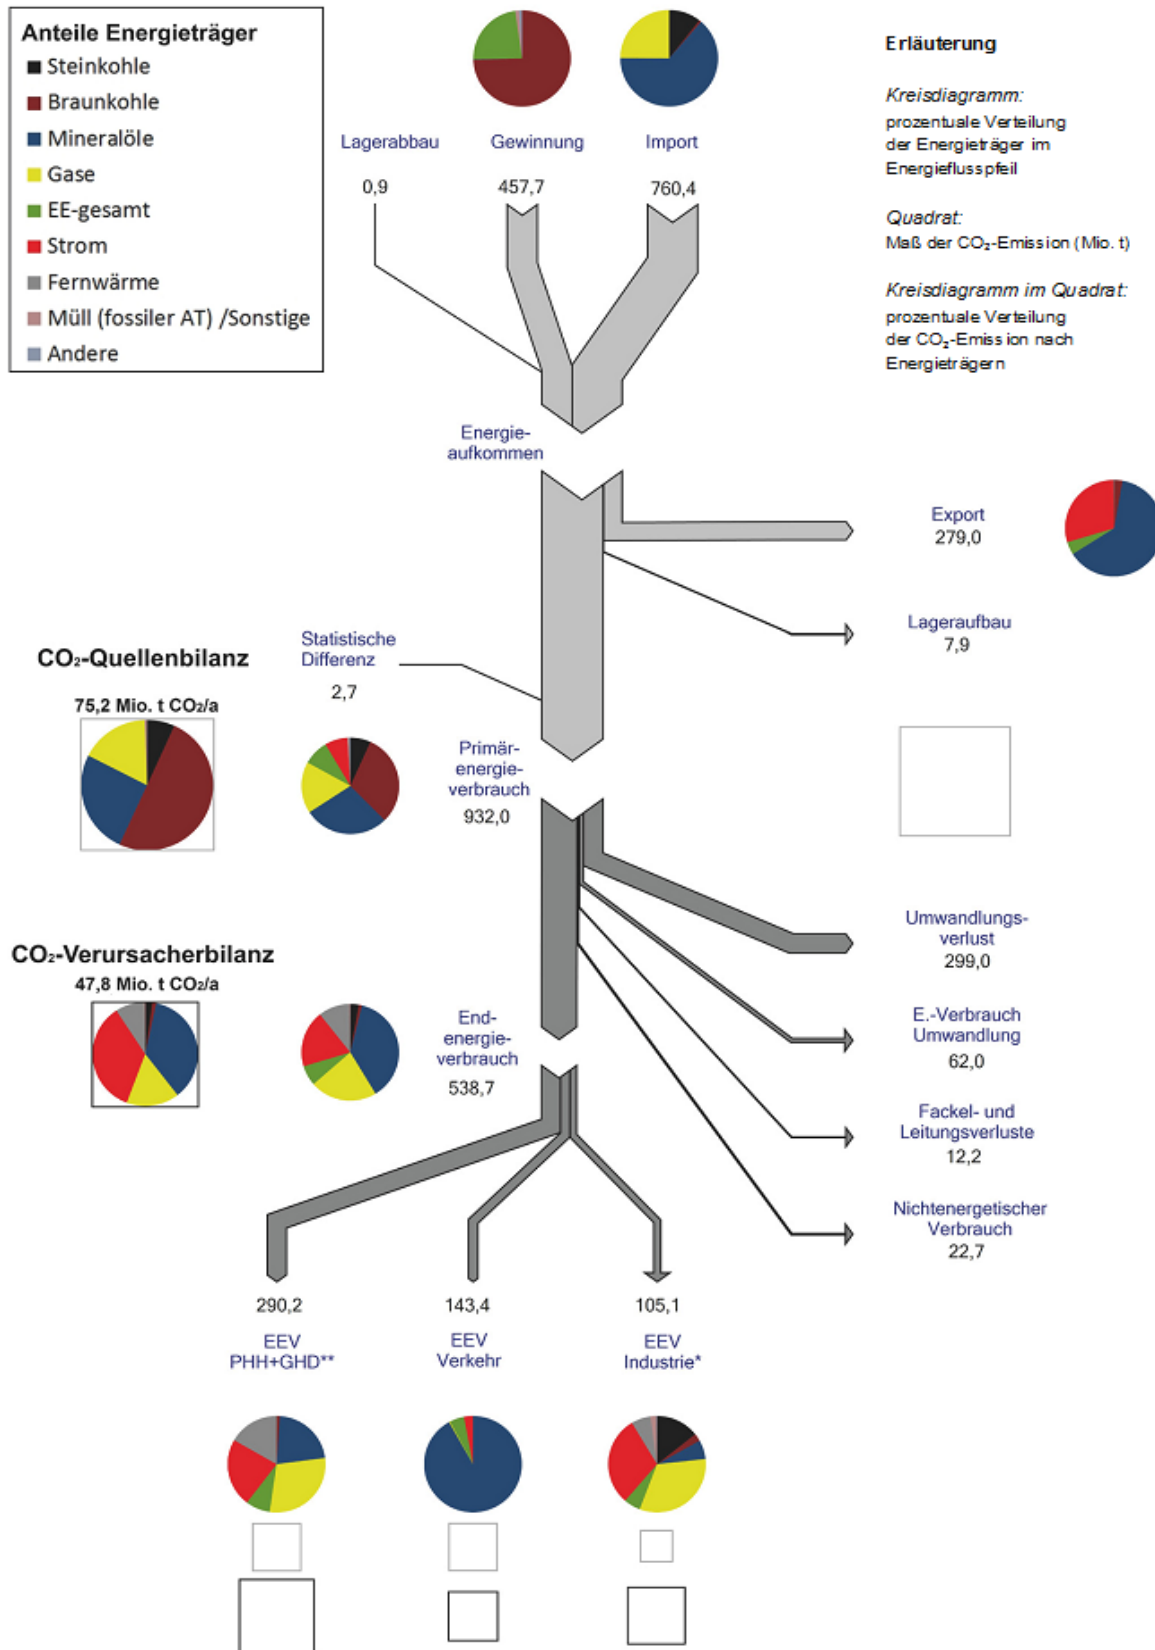 Anteile Energieträger
Steinkohle
Braunkohle
Mineralöle
Gase
EE-gesamt
Strom
Fernwärme
Müll (fossiler AT) /Sonstige
Andere
Lagerabbau
0,9
Gewinnung
457,7
Import
760,4
Erläuterung
Kreisdiagramm:
prozentuale Verteilung
der Energieträger im
Energieflusspfeil
Quadrat:
Maß der CO₂-Emission (Mio. t)
Kreisdiagramm im Quadrat:
prozentuale Verteilung
der CO₂-Emission nach
Energieträgern
Energie-
aufkommen
Export
279,0
Lageraufbau
7,9
Statistische
Differenz
2,7
CO₂-Quellenbilanz
75,2 Mio. t CO₂/a
Primär-
energie-
verbrauch
932,0
Umwandlungs-
verlust
299,0
CO₂-Verursacherbilanz
47,8 Mio. t CO₂/a
End-
energie-
verbrauch
538,7
E.-Verbrauch
Umwandlung
62,0
Fackel- und
Leitungsverluste
12,2
Nichtenergetischer
Verbrauch
22,7
290,2
EEV
PHH+GHD**
143,4
EEV
Verkehr
105,1
EEV
Industrie*